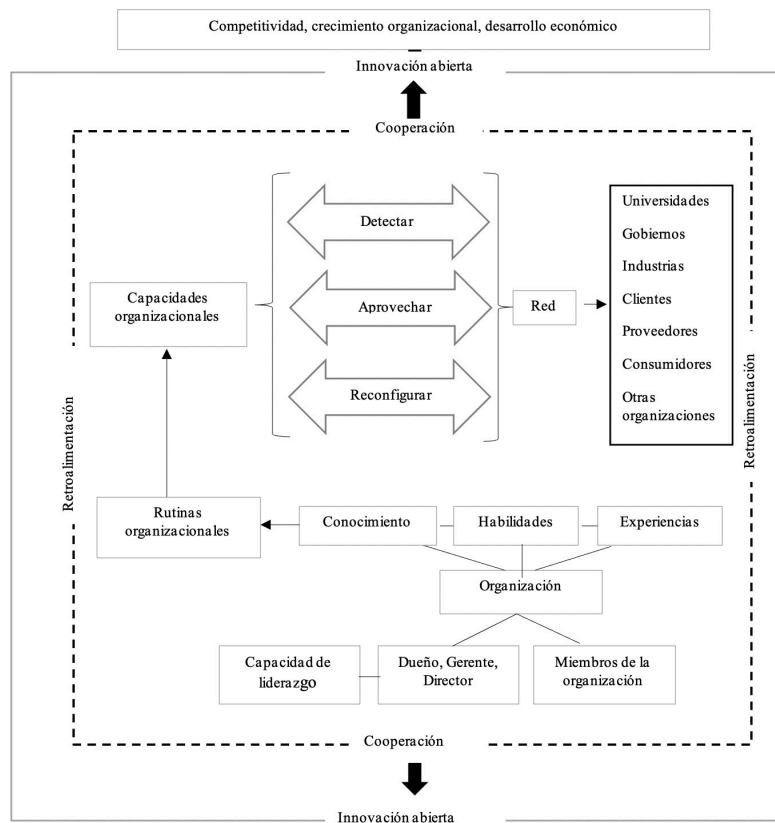 Competitividad, crecimiento organizacional, desarrollo económico
Innovación abierta
Cooperación
Detectar
Aprovechar
Reconfigurar
Capacidades
organizacionales
Red
Universidades
Gobiernos
Industrias
Clientes
Proveedores
Consumidores
Otras
organizaciones
Retroalimentación
Retroalimentación
Rutinas
organizacionales
Conocimiento
Habilidades
Experiencias
Organización
Capacidad de
liderazgo
Dueño, Gerente,
Director
Miembros de la
organización
Cooperación
Innovación abierta